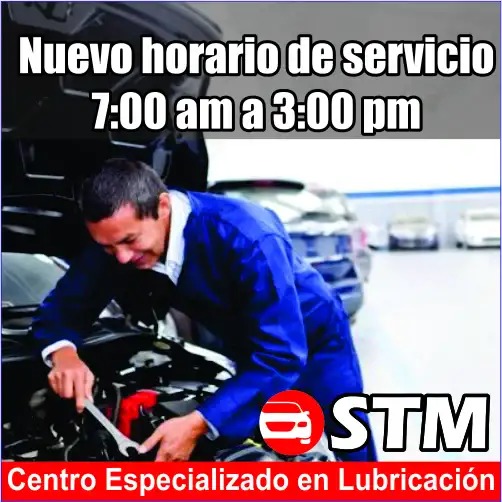 Nuevo horario de servicio
7:00 am a 3:00 pm
STM
Centro Especializado en Lubricación